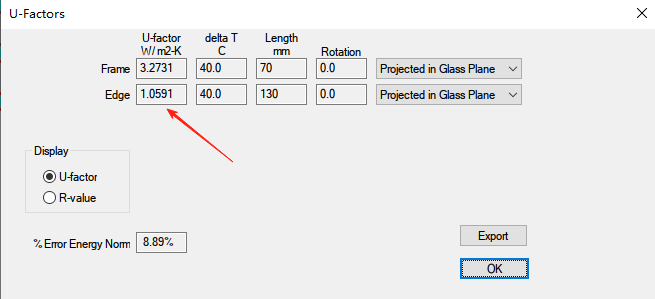 U-Factors
U-factor delta T Length
W/m2-K C mm Rotation
Frame 3.2731 40.0 70 0.0 Projected in Glass Plane
Edge 1.0591 40.0 130 0.0 Projected in Glass Plane
Display
U-factor
R-value
% Error Energy Norm 8.89%
Export
OK